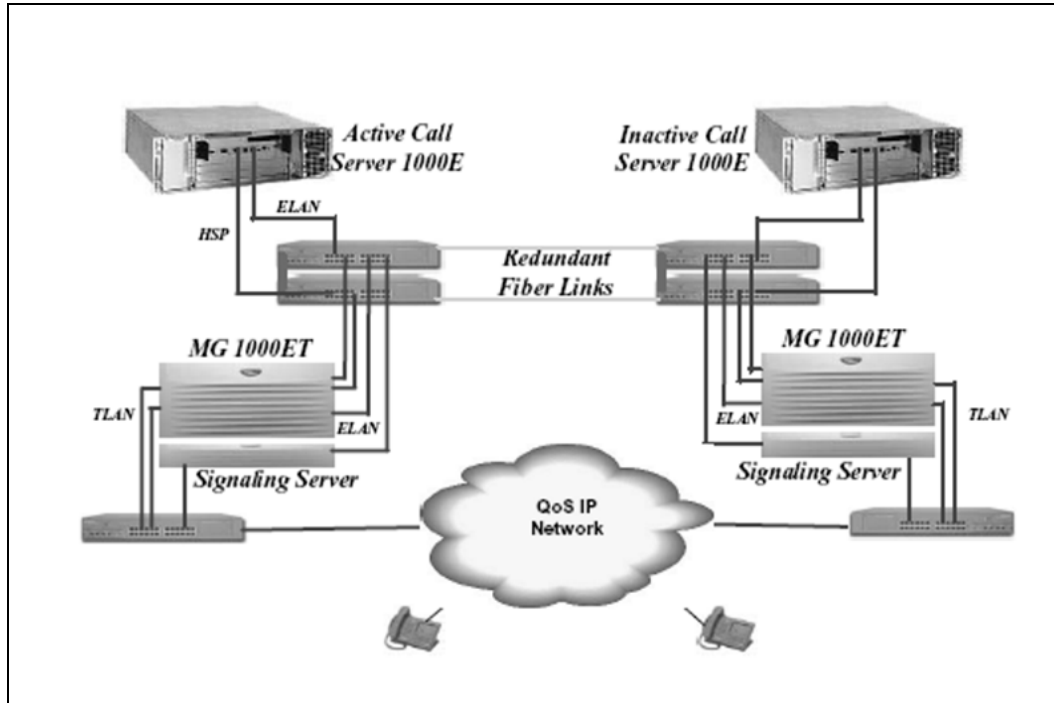 Active Call
Server 1000E
Inactive Call
Server 1000E
ELAN
HSP
Redundant
Fiber Links
MG 1000ET
MG 1000ET
TLAN
ELAN
ELAN
TLAN
Signaling Server
Signaling Server
QoS IP
Network